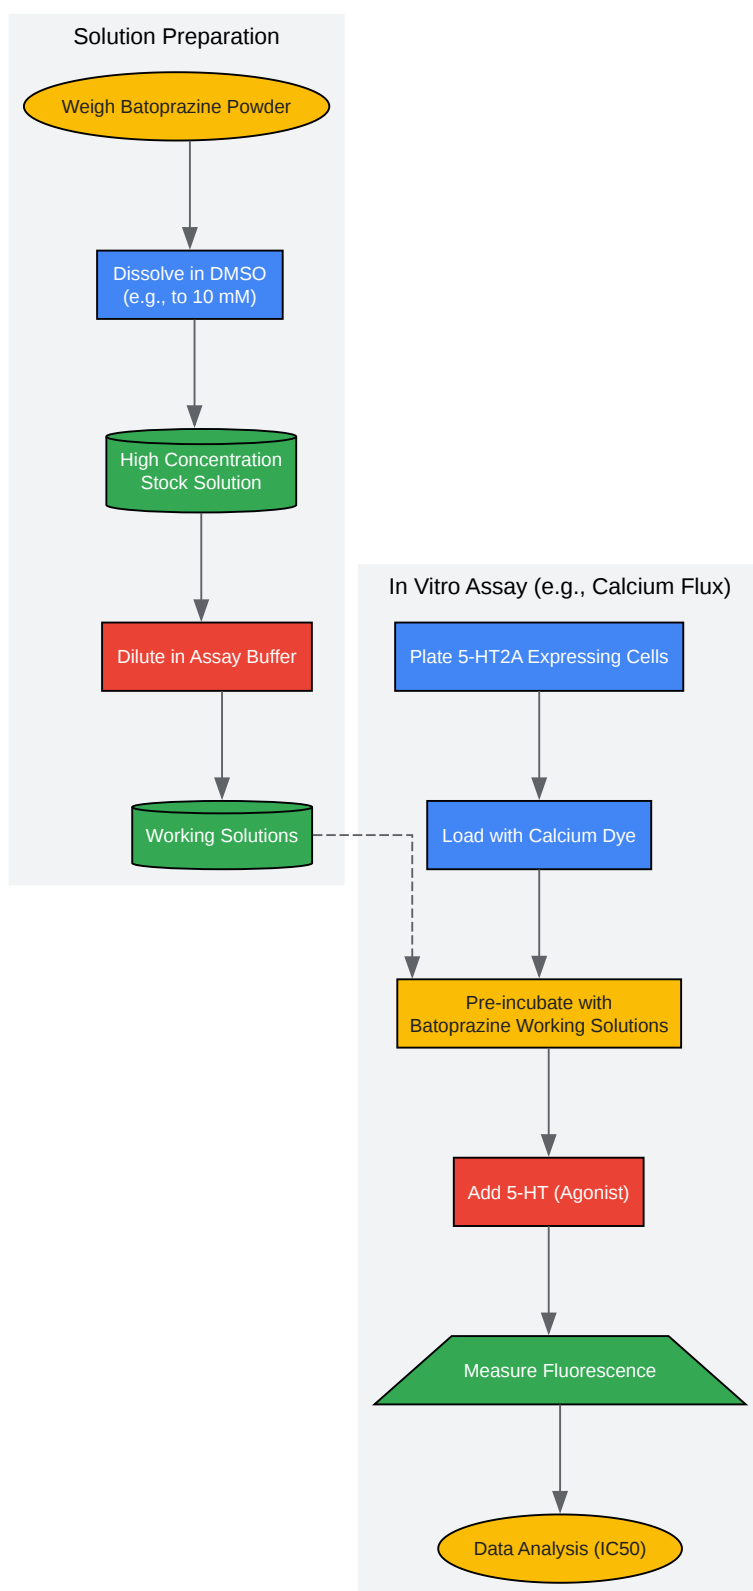 Solution Preparation
Weigh Batoprazine Powder
Dissolve in DMSO
(e.g., to 10 mM)
High Concentration
Stock Solution
Dilute in Assay Buffer
Working Solutions
In Vitro Assay (e.g., Calcium Flux)
Plate 5-HT2A Expressing Cells
Load with Calcium Dye
Pre-incubate with
Batoprazine Working Solutions
Add 5-HT (Agonist)
Measure Fluorescence
Data Analysis (IC50)